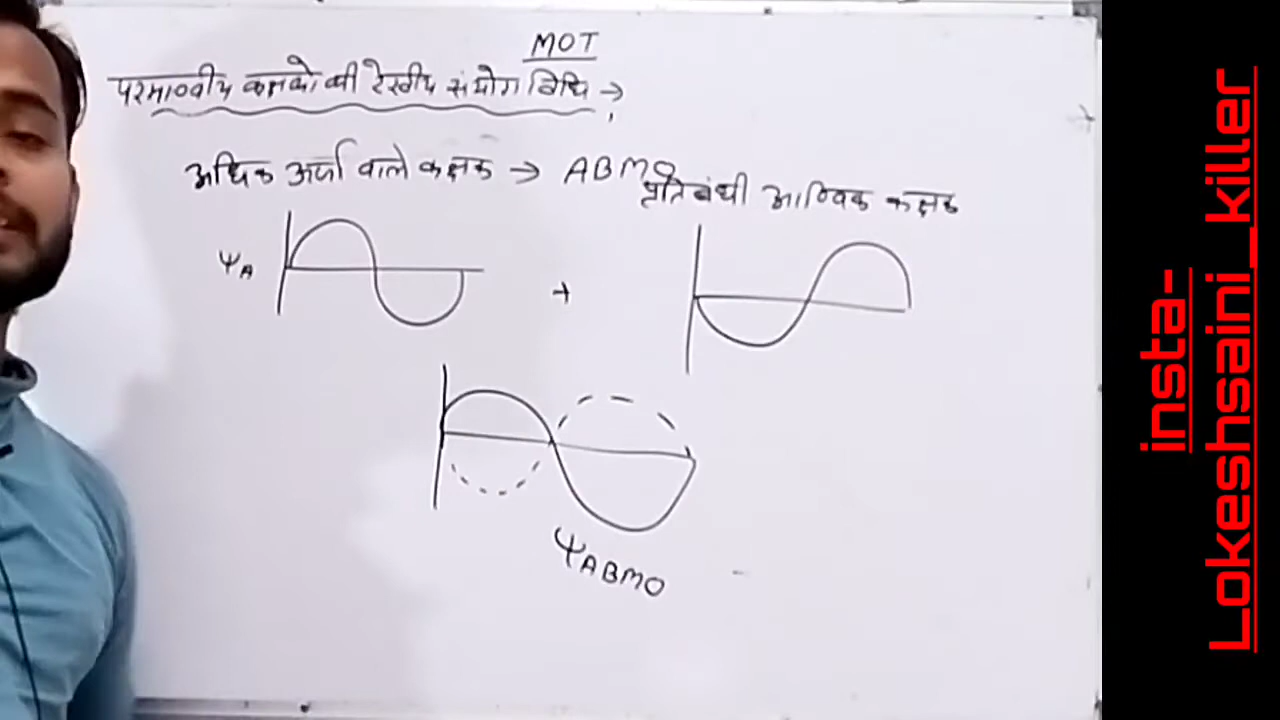 MOT
परमाण्वीय कक्षको की रेखीय संयोग विधि →
अधिक ऊर्जा वाले कक्षक → ABMO
प्रतिबंधी आण्विक कक्षक
ψA
+
ψABMO
insta-
Lokeshsaini_killer